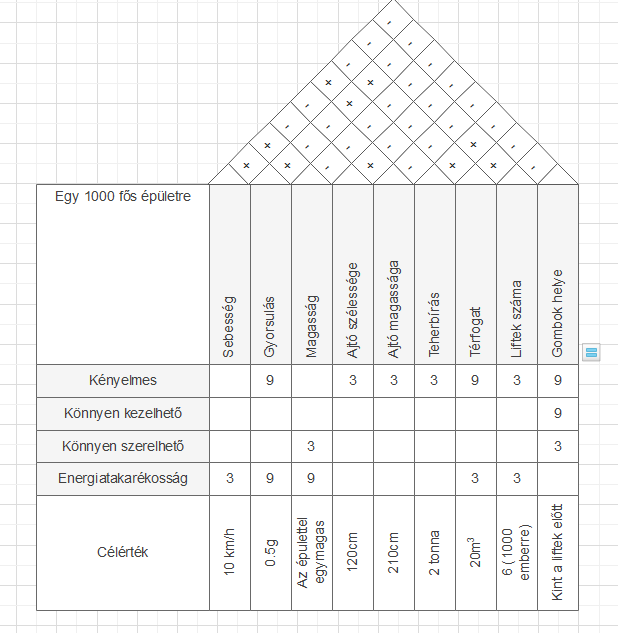 -
- -
- - -
x x - -
- x - - -
- - - - - -
x - - - - x -
x x - x - x x -
Egy 1000 fős épületre
Sebesség
Gyorsulás
Magasság
Ajtó szélessége
Ajtó magassága
Teherbírás
Térfogat
Liftek száma
Gombok helye
Kényelmes 9 3 3 3 9 3 9
Könnyen kezelhető 9
Könnyen szerelhető 3 3
Energiatakarékosság 3 9 9 3 3
Célérték
10 km/h
0.5g
Az épülettel
egymagas
120cm
210cm
2 tonna
20m³
6 (1000
emberre)
Kint a liftek előtt